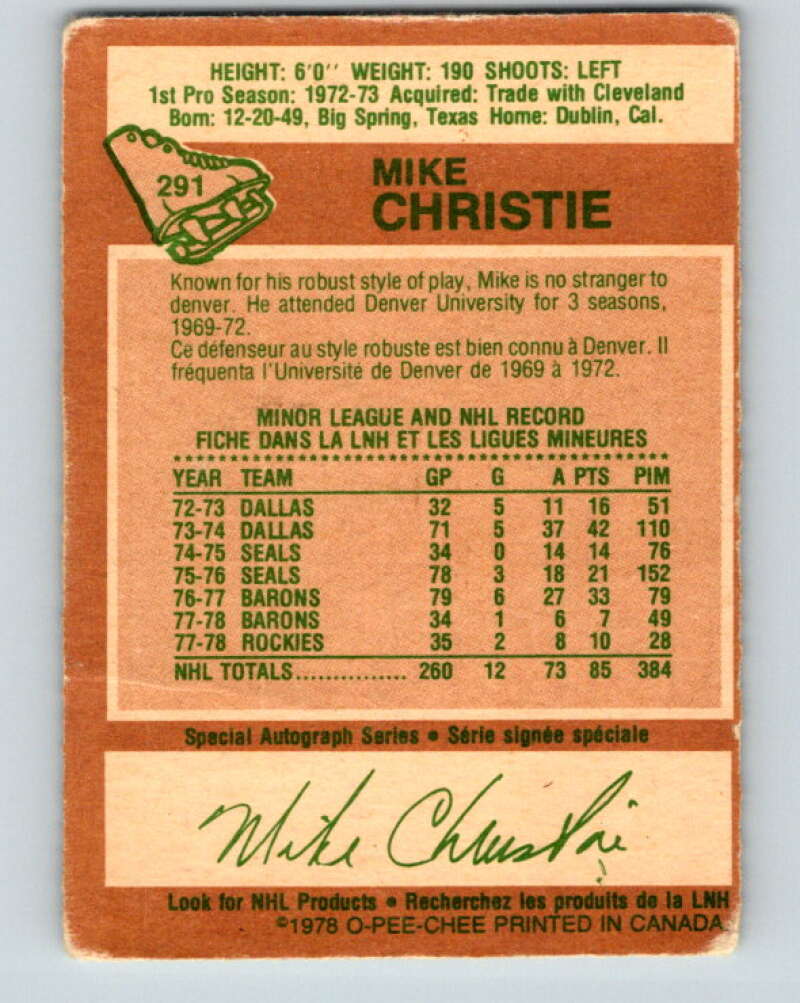 HEIGHT: 6'0'' WEIGHT: 190 SHOOTS: LEFT
1st Pro Season: 1972-73 Acquired: Trade with Cleveland
Born: 12-20-49, Big Spring, Texas Home: Dublin, Cal.
291
MIKE
CHRISTIE
Known for his robust style of play, Mike is no stranger to
denver. He attended Denver University for 3 seasons,
1969-72.
Ce défenseur au style robuste est bien connu à Denver. Il
fréquenta l'Université de Denver de 1969 à 1972.
MINOR LEAGUE AND NHL RECORD
FICHE DANS LA LNH ET LES LIGUES MINEURES
YEAR TEAM GP G A PTS PIM
72-73 DALLAS 32 5 11 16 51
73-74 DALLAS 71 5 37 42 110
74-75 SEALS 34 0 14 14 76
75-76 SEALS 78 3 18 21 152
76-77 BARONS 79 6 27 33 79
77-78 BARONS 34 1 6 7 49
77-78 ROCKIES 35 2 8 10 28
NHL TOTALS............... 260 12 73 85 384
Special Autograph Series • Série signée spéciale
Mike Christie
Look for NHL Products • Recherchez les produits de la LNH
©1978 O-PEE-CHEE PRINTED IN CANADA